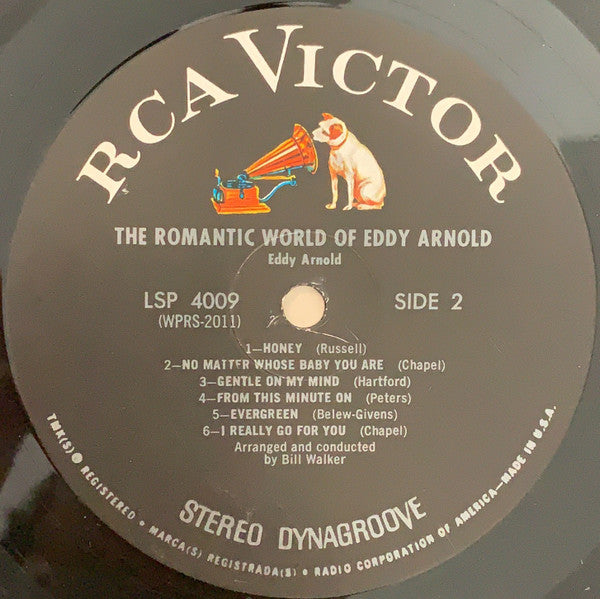 RCA VICTOR
THE ROMANTIC WORLD OF EDDY ARNOLD
Eddy Arnold
LSP 4009
(WPRS-2011)
SIDE 2
1—HONEY (Russell)
2—NO MATTER WHOSE BABY YOU ARE (Chapel)
3—GENTLE ON MY MIND (Hartford)
4—FROM THIS MINUTE ON (Peters)
5—EVERGREEN (Belew-Givens)
6—I REALLY GO FOR YOU (Chapel)
Arranged and conducted
by Bill Walker
STEREO DYNAGROOVE
TMK(S) ® REGISTERED • MARCA(S) REGISTRADA(S) • RADIO CORPORATION OF AMERICA—MADE IN U.S.A.